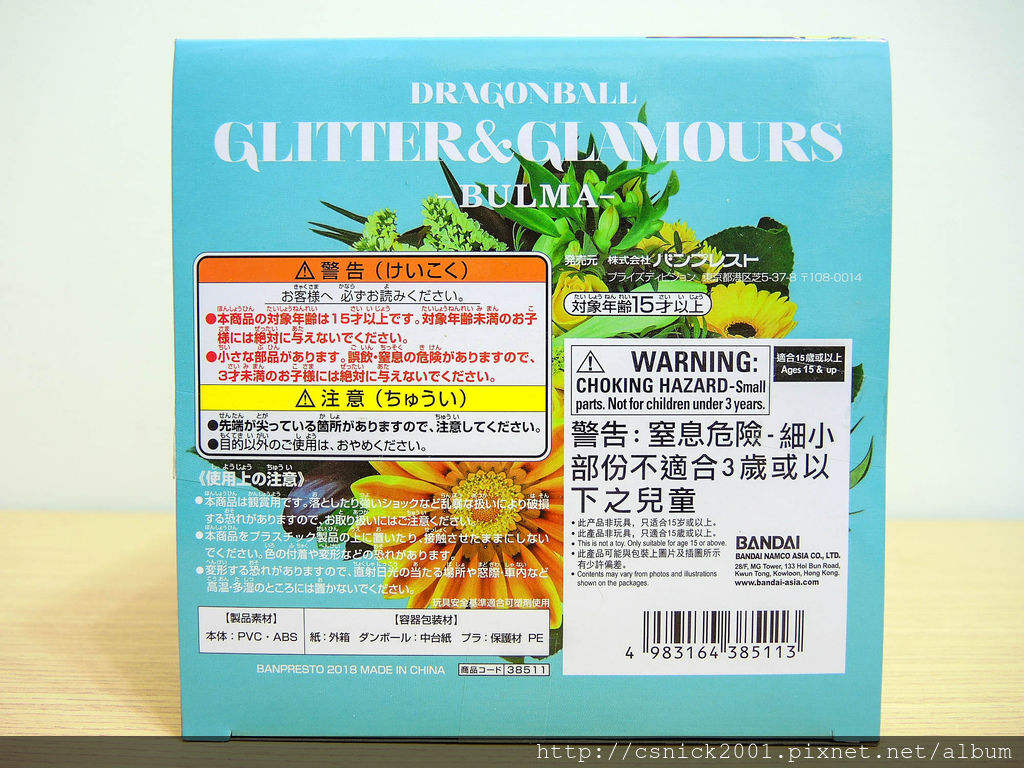 DRAGONBALL
GLITTER&GLAMOURS
-BULMA-
発売元 株式会社バンプレスト
プライズディビジョン 東京都港区芝5-37-8 〒108-0014
対象年齢15才以上
⚠警告（けいこく）
お客様へ 必ずお読みください。
●本商品の対象年齢は15才以上です。対象年齢未満のお子
様には絶対に与えないでください。
●小さな部品があります。誤飲・窒息の危険がありますので、
3才未満のお子様には絶対に与えないでください。
⚠注意（ちゅうい）
●先端が尖っている箇所がありますので、注意してください。
●目的以外のご使用は、おやめください。
《使用上の注意》
●本商品は観賞用です。落としたり強いショックなど乱暴な扱いにより破損
する恐れがありますので、お取り扱いにはご注意ください。
●本商品をプラスチック製品の上に置いたり、接触させたままにしない
でください。色の付着や変形などの恐れがあります。
●変形する恐れがありますので、直射日光の当たる場所や窓際・車内など
高温・多湿のところには置かないでください。
玩具安全基準適合可塑剤使用
【製品素材】
本体：PVC・ABS
【容器包装材】
紙：外箱 ダンボール：中台紙 プラ：保護材 PE
BANPRESTO 2018 MADE IN CHINA
商品コード 38511
⚠ WARNING:
CHOKING HAZARD-Small
parts. Not for children under 3 years.
適合15歲或以上
Ages 15 & up
警告：窒息危險-細小
部份不適合3歲或以
下之兒童
• 此产品非玩具，只适合15岁或以上。
• 此產品非玩具，只適合15歲或以上。
• This is not a toy. Only suitable for age 15 or above.
• 此產品可能與包裝上圖片及插圖所示
有少許偏差。
• Contents may vary from photos and illustrations
shown on the packages.
BANDAI
BANDAI NAMCO ASIA CO., LTD.
28/F, MG Tower, 133 Hoi Bun Road,
Kwun Tong, Kowloon, Hong Kong.
www.bandai-asia.com
4 983164 385113
http://csnick2001.pixnet.net/album